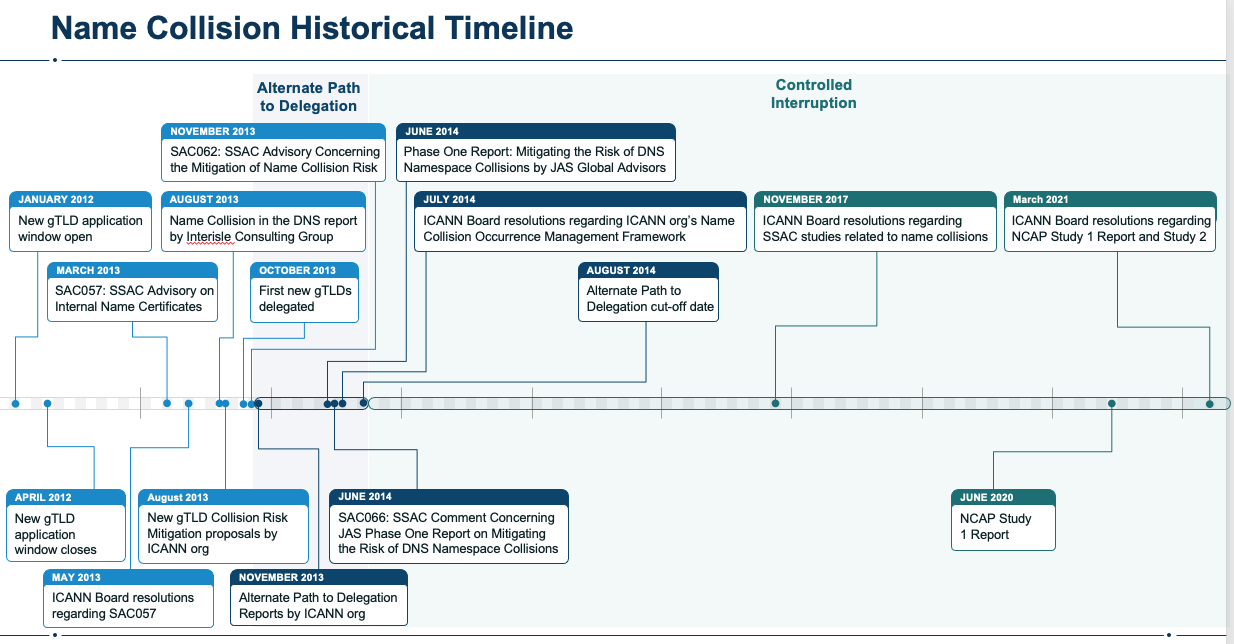 Name Collision Historical Timeline
Alternate Path
to Delegation
Controlled
Interruption
NOVEMBER 2013
SAC062: SSAC Advisory Concerning
the Mitigation of Name Collision Risk
JUNE 2014
Phase One Report: Mitigating the Risk of DNS
Namespace Collisions by JAS Global Advisors
JANUARY 2012
New gTLD application
window open
AUGUST 2013
Name Collision in the DNS report
by Interisle Consulting Group
JULY 2014
ICANN Board resolutions regarding ICANN org's Name
Collision Occurrence Management Framework
NOVEMBER 2017
ICANN Board resolutions regarding
SSAC studies related to name collisions
March 2021
ICANN Board resolutions regarding
NCAP Study 1 Report and Study 2
MARCH 2013
SAC057: SSAC Advisory on
Internal Name Certificates
OCTOBER 2013
First new gTLDs
delegated
AUGUST 2014
Alternate Path to
Delegation cut-off date
APRIL 2012
New gTLD
application
window closes
August 2013
New gTLD Collision Risk
Mitigation proposals by
ICANN org
JUNE 2014
SAC066: SSAC Comment Concerning
JAS Phase One Report on Mitigating
the Risk of DNS Namespace Collisions
JUNE 2020
NCAP Study
1 Report
MAY 2013
ICANN Board resolutions
regarding SAC057
NOVEMBER 2013
Alternate Path to Delegation
Reports by ICANN org